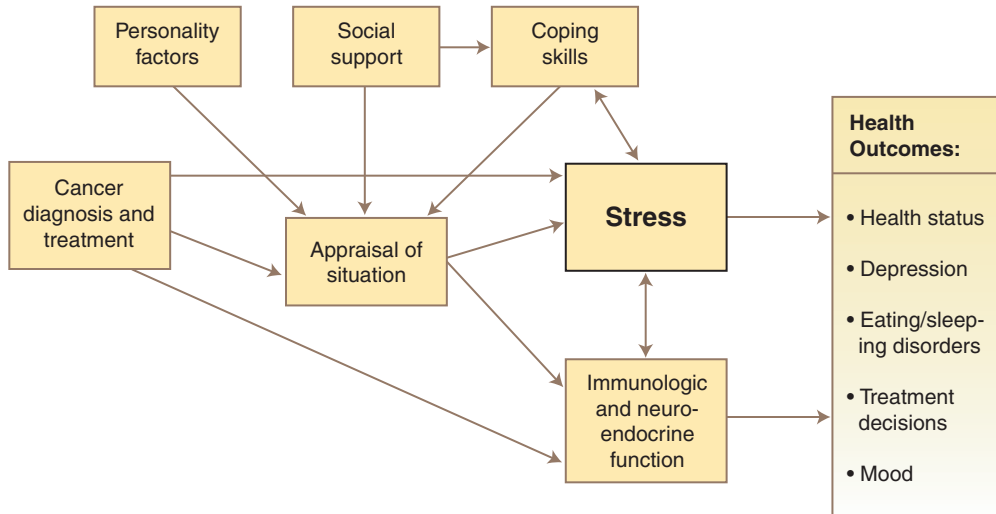 Personality
factors
Social
support
Coping
skills
Cancer
diagnosis and
treatment
Appraisal of
situation
Stress
Immunologic
and neuro-
endocrine
function
Health
Outcomes:
• Health status
• Depression
• Eating/sleep-
ing disorders
• Treatment
decisions
• Mood